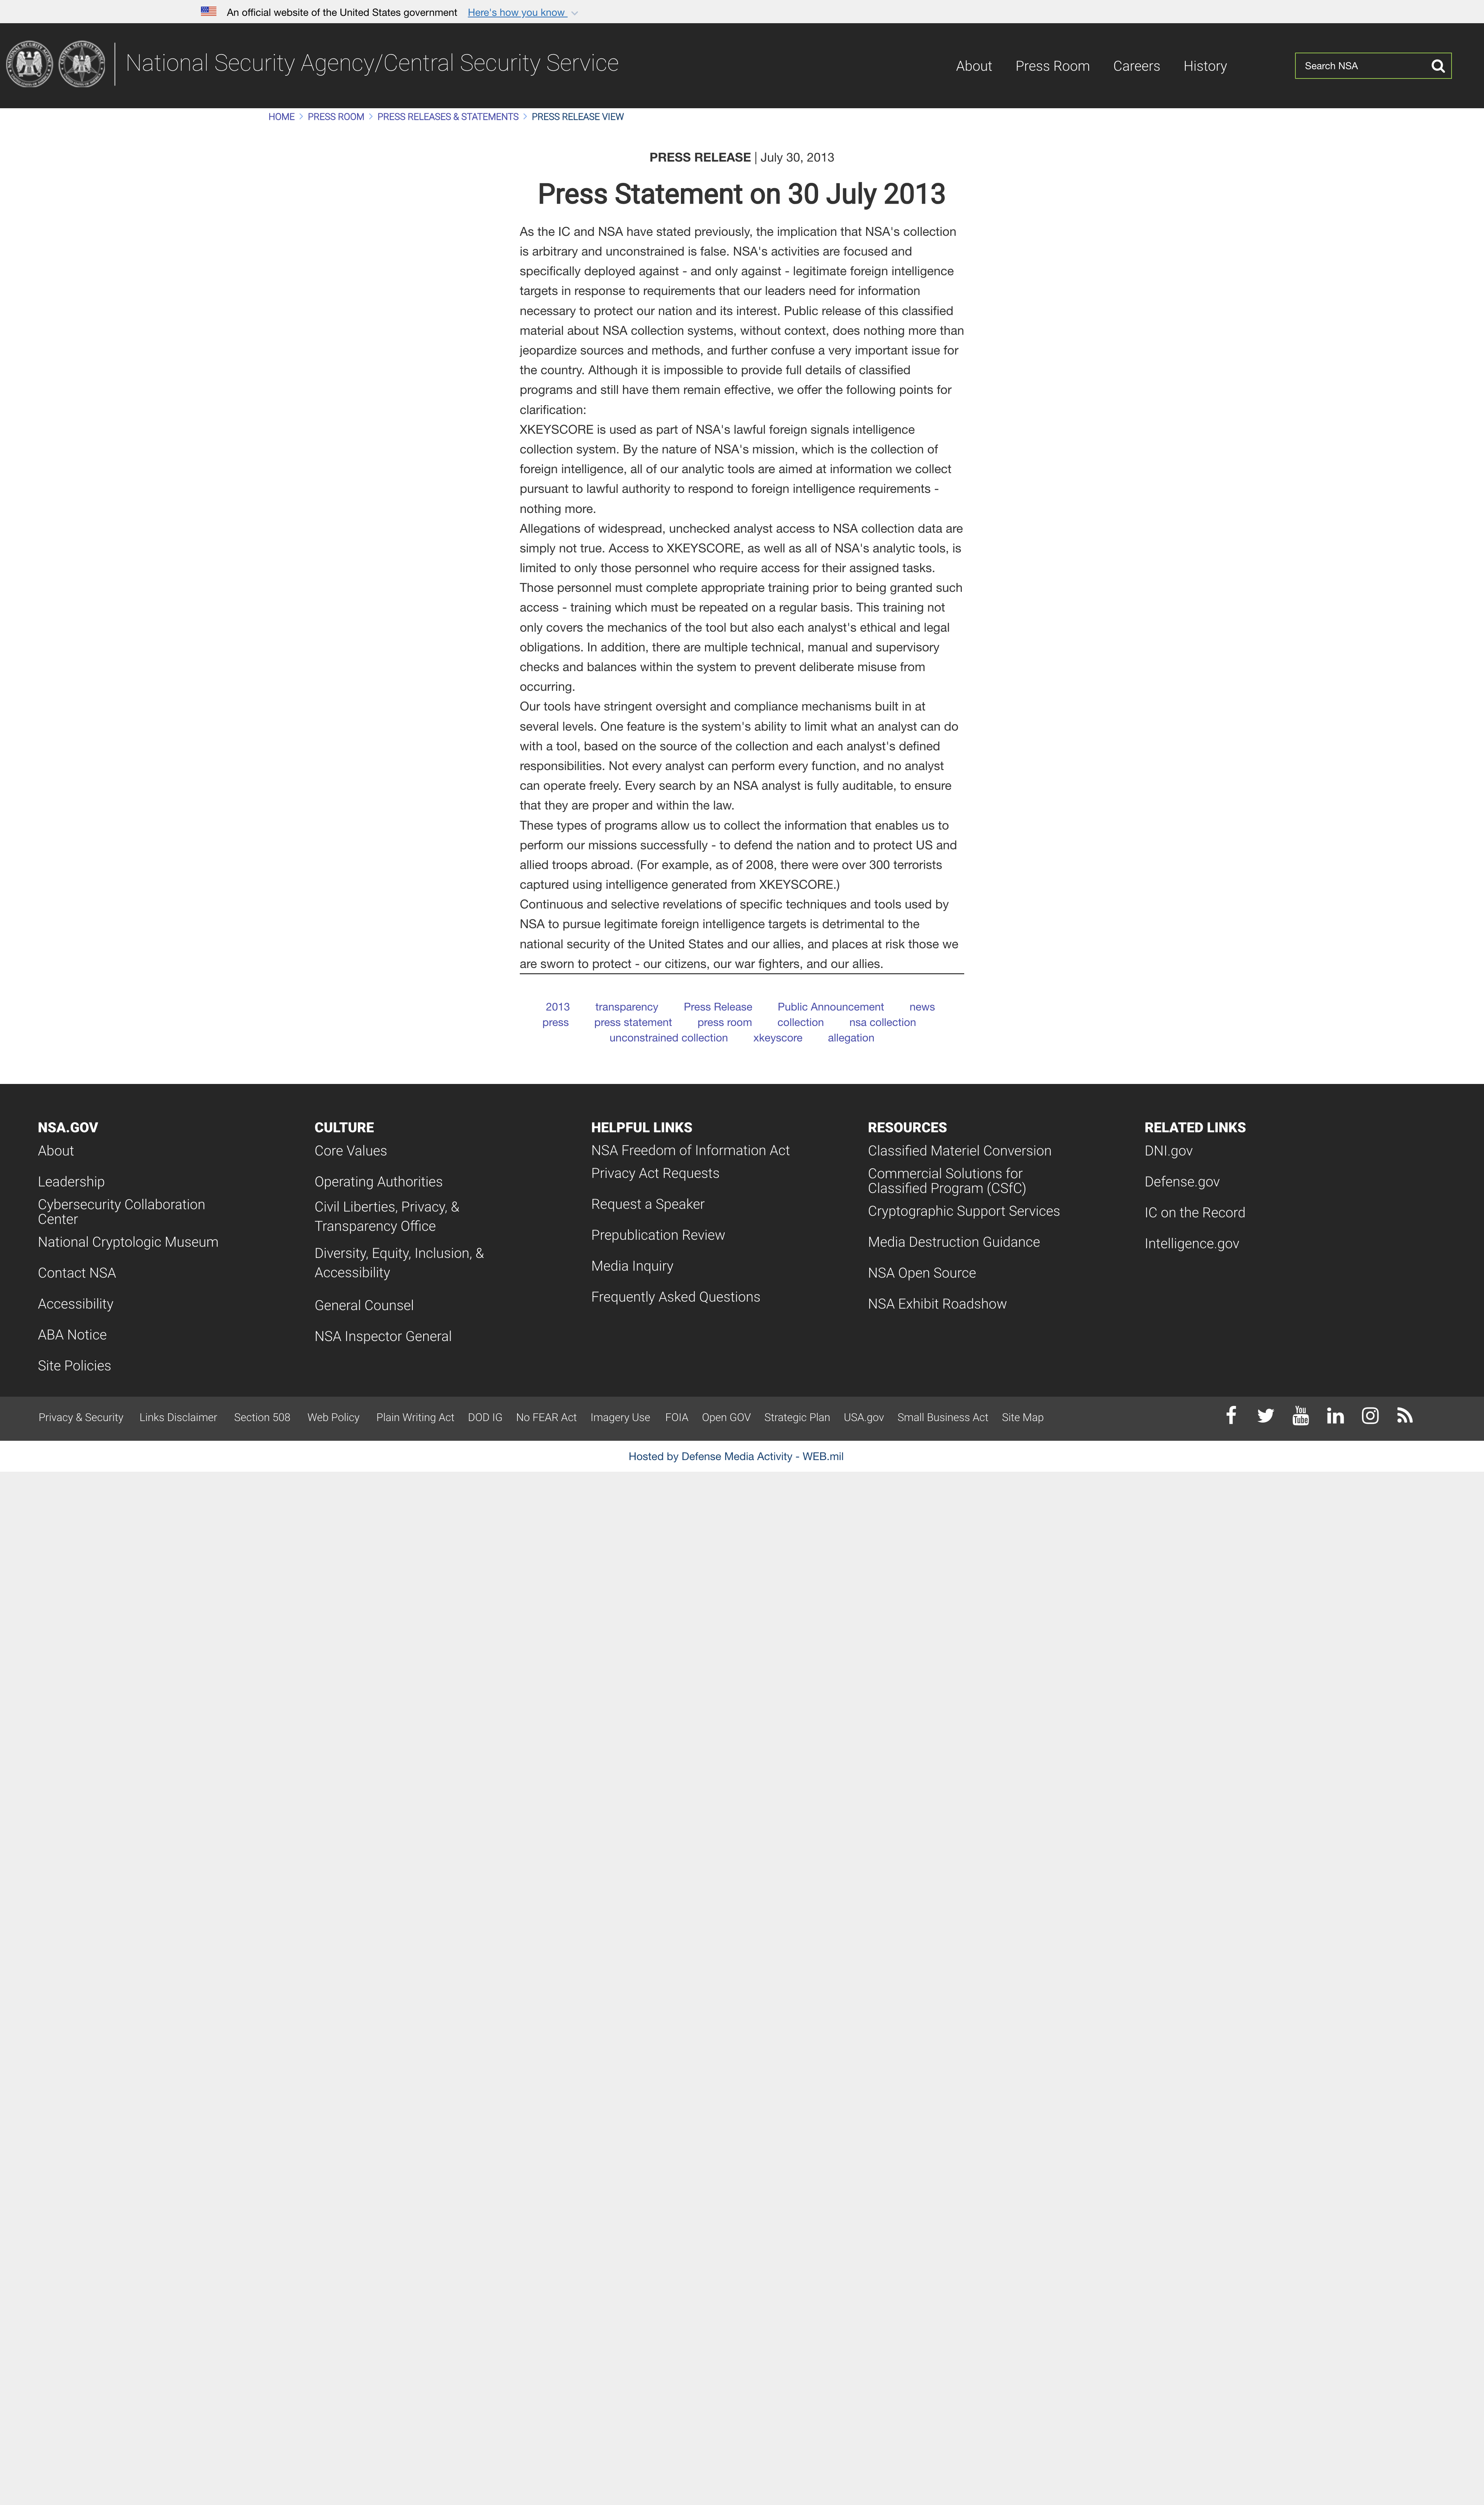 An official website of the United States government Here's how you know
National Security Agency/Central Security Service
About Press Room Careers History
Search NSA
HOME > PRESS ROOM > PRESS RELEASES & STATEMENTS > PRESS RELEASE VIEW
PRESS RELEASE | July 30, 2013
Press Statement on 30 July 2013
As the IC and NSA have stated previously, the implication that NSA's collection
is arbitrary and unconstrained is false. NSA's activities are focused and
specifically deployed against - and only against - legitimate foreign intelligence
targets in response to requirements that our leaders need for information
necessary to protect our nation and its interest. Public release of this classified
material about NSA collection systems, without context, does nothing more than
jeopardize sources and methods, and further confuse a very important issue for
the country. Although it is impossible to provide full details of classified
programs and still have them remain effective, we offer the following points for
clarification:
XKEYSCORE is used as part of NSA's lawful foreign signals intelligence
collection system. By the nature of NSA's mission, which is the collection of
foreign intelligence, all of our analytic tools are aimed at information we collect
pursuant to lawful authority to respond to foreign intelligence requirements -
nothing more.
Allegations of widespread, unchecked analyst access to NSA collection data are
simply not true. Access to XKEYSCORE, as well as all of NSA's analytic tools, is
limited to only those personnel who require access for their assigned tasks.
Those personnel must complete appropriate training prior to being granted such
access - training which must be repeated on a regular basis. This training not
only covers the mechanics of the tool but also each analyst's ethical and legal
obligations. In addition, there are multiple technical, manual and supervisory
checks and balances within the system to prevent deliberate misuse from
occurring.
Our tools have stringent oversight and compliance mechanisms built in at
several levels. One feature is the system's ability to limit what an analyst can do
with a tool, based on the source of the collection and each analyst's defined
responsibilities. Not every analyst can perform every function, and no analyst
can operate freely. Every search by an NSA analyst is fully auditable, to ensure
that they are proper and within the law.
These types of programs allow us to collect the information that enables us to
perform our missions successfully - to defend the nation and to protect US and
allied troops abroad. (For example, as of 2008, there were over 300 terrorists
captured using intelligence generated from XKEYSCORE.)
Continuous and selective revelations of specific techniques and tools used by
NSA to pursue legitimate foreign intelligence targets is detrimental to the
national security of the United States and our allies, and places at risk those we
are sworn to protect - our citizens, our war fighters, and our allies.
2013 transparency Press Release Public Announcement news
press press statement press room collection nsa collection
unconstrained collection xkeyscore allegation
NSA.GOV
About
Leadership
Cybersecurity Collaboration
Center
National Cryptologic Museum
Contact NSA
Accessibility
ABA Notice
Site Policies
CULTURE
Core Values
Operating Authorities
Civil Liberties, Privacy, &
Transparency Office
Diversity, Equity, Inclusion, &
Accessibility
General Counsel
NSA Inspector General
HELPFUL LINKS
NSA Freedom of Information Act
Privacy Act Requests
Request a Speaker
Prepublication Review
Media Inquiry
Frequently Asked Questions
RESOURCES
Classified Materiel Conversion
Commercial Solutions for
Classified Program (CSfC)
Cryptographic Support Services
Media Destruction Guidance
NSA Open Source
NSA Exhibit Roadshow
RELATED LINKS
DNI.gov
Defense.gov
IC on the Record
Intelligence.gov
Privacy & Security Links Disclaimer Section 508 Web Policy Plain Writing Act DOD IG No FEAR Act Imagery Use FOIA Open GOV Strategic Plan USA.gov Small Business Act Site Map
You
Tube
Hosted by Defense Media Activity - WEB.mil